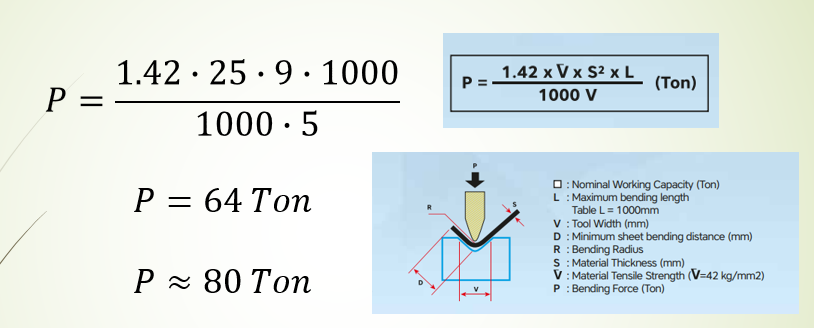 P = \frac{1.42 · 25 · 9 · 1000}{1000 · 5}
P = 64 Ton
P ≈ 80 Ton
P = \frac{1.42 x V̄ x S² x L}{1000 V} (Ton)
P
R
S
D
V
☐ : Nominal Working Capacity (Ton)
L : Maximum bending length
Table L = 1000mm
V : Tool Width (mm)
D : Minimum sheet bending distance (mm)
R : Bending Radius
S : Material Thickness (mm)
V̄ : Material Tensile Strength (V̄=42 kg/mm2)
P : Bending Force (Ton)